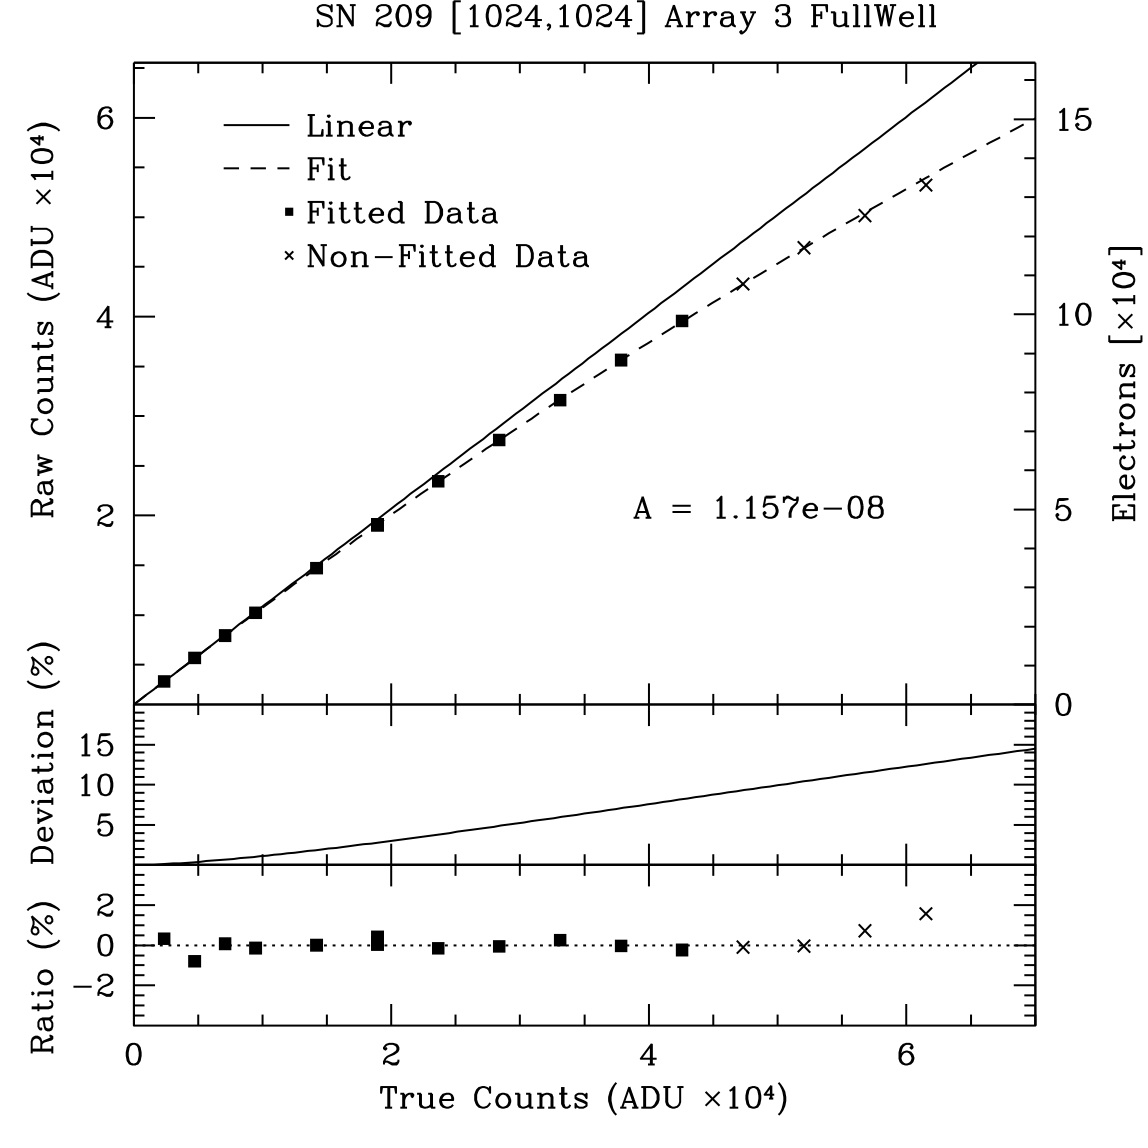 SN 209 [1024,1024] Array 3 FullWell
Raw Counts (ADU ×10⁴)
6
4
2
Linear
Fit
Fitted Data
Non−Fitted Data
A = 1.157e−08
15
10
5
0
Electrons [×10⁴]
Deviation (%)
15
10
5
Ratio (%)
2
0
−2
0 2 4 6
True Counts (ADU ×10⁴)